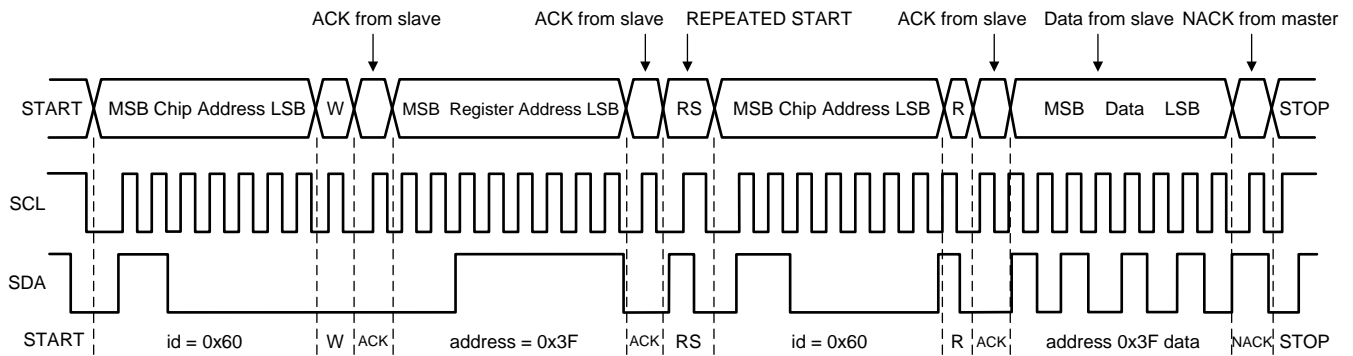 ACK from slave ACK from slave REPEATED START ACK from slave Data from slave NACK from master
START MSB Chip Address LSB W MSB Register Address LSB RS MSB Chip Address LSB R MSB Data LSB STOP
SCL
SDA
START id = 0x60 W ACK address = 0x3F ACK RS id = 0x60 R ACK address 0x3F data NACK STOP